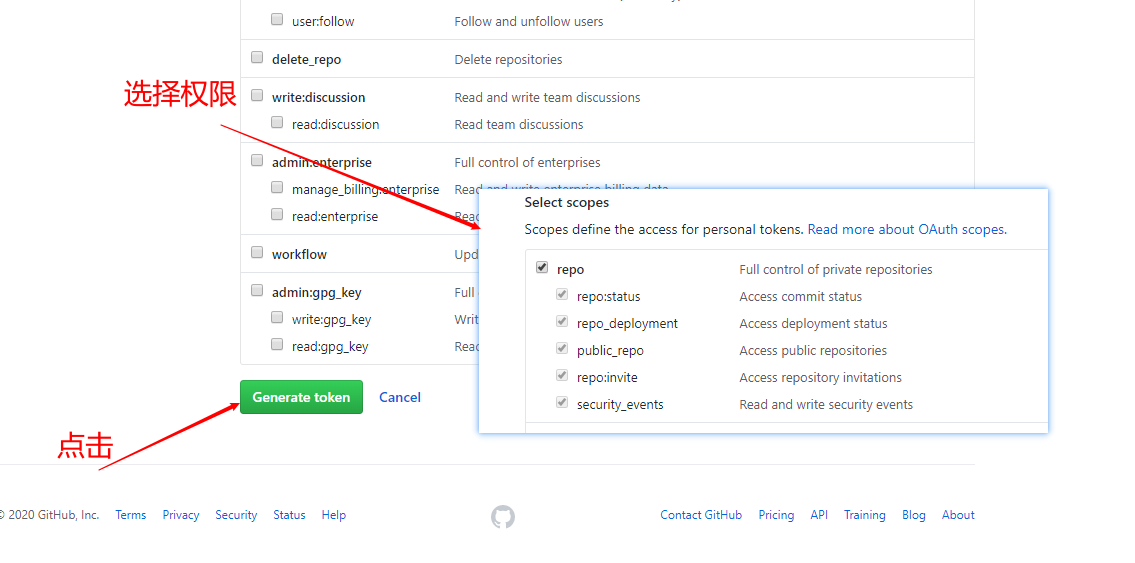 user:follow Follow and unfollow users
delete_repo Delete repositories
选择权限
write:discussion Read and write team discussions
read:discussion Read team discussions
admin:enterprise Full control of enterprises
manage_billing:enterprise Read and write enterprise billing data
read:enterprise Read
workflow Upd
admin:gpg_key Full
write:gpg_key Writ
read:gpg_key Read
Select scopes
Scopes define the access for personal tokens. Read more about OAuth scopes.
repo Full control of private repositories
repo:status Access commit status
repo_deployment Access deployment status
public_repo Access public repositories
repo:invite Access repository invitations
security_events Read and write security events
Generate token Cancel
点击
© 2020 GitHub, Inc. Terms Privacy Security Status Help Contact GitHub Pricing API Training Blog About